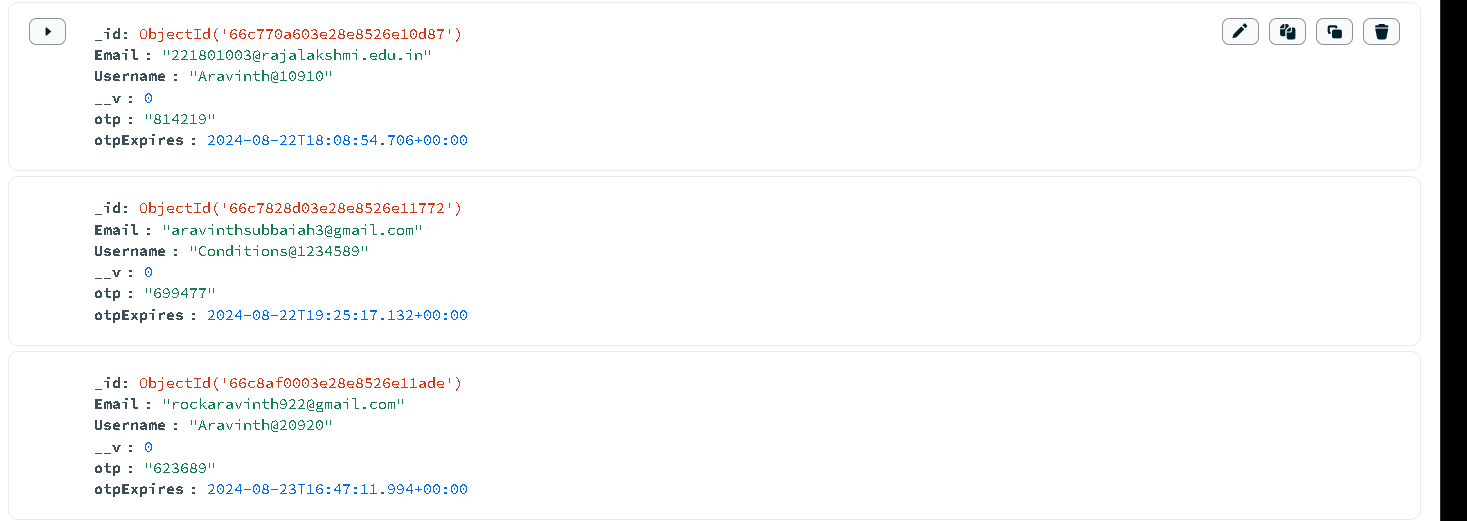 _id: ObjectId('66c770a603e28e8526e10d87')
Email : "221801003@rajalakshmi.edu.in"
Username : "Aravinth@10910"
__v : 0
otp : "814219"
otpExpires : 2024-08-22T18:08:54.706+00:00
_id: ObjectId('66c7828d03e28e8526e11772')
Email : "aravinthsubbaiah3@gmail.com"
Username : "Conditions@1234589"
__v : 0
otp : "699477"
otpExpires : 2024-08-22T19:25:17.132+00:00
_id: ObjectId('66c8af0003e28e8526e11ade')
Email : "rockaravinth922@gmail.com"
Username : "Aravinth@20920"
__v : 0
otp : "623689"
otpExpires : 2024-08-23T16:47:11.994+00:00